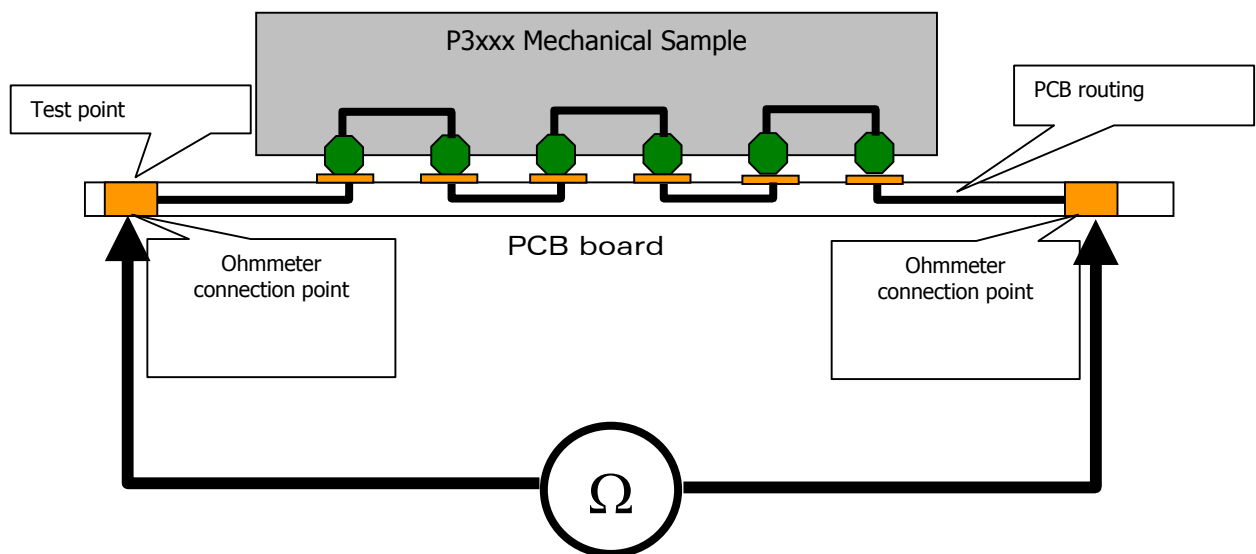 P3xxx Mechanical Sample
Test point
PCB routing
PCB board
Ohmmeter
connection point
Ohmmeter
connection point
Ω